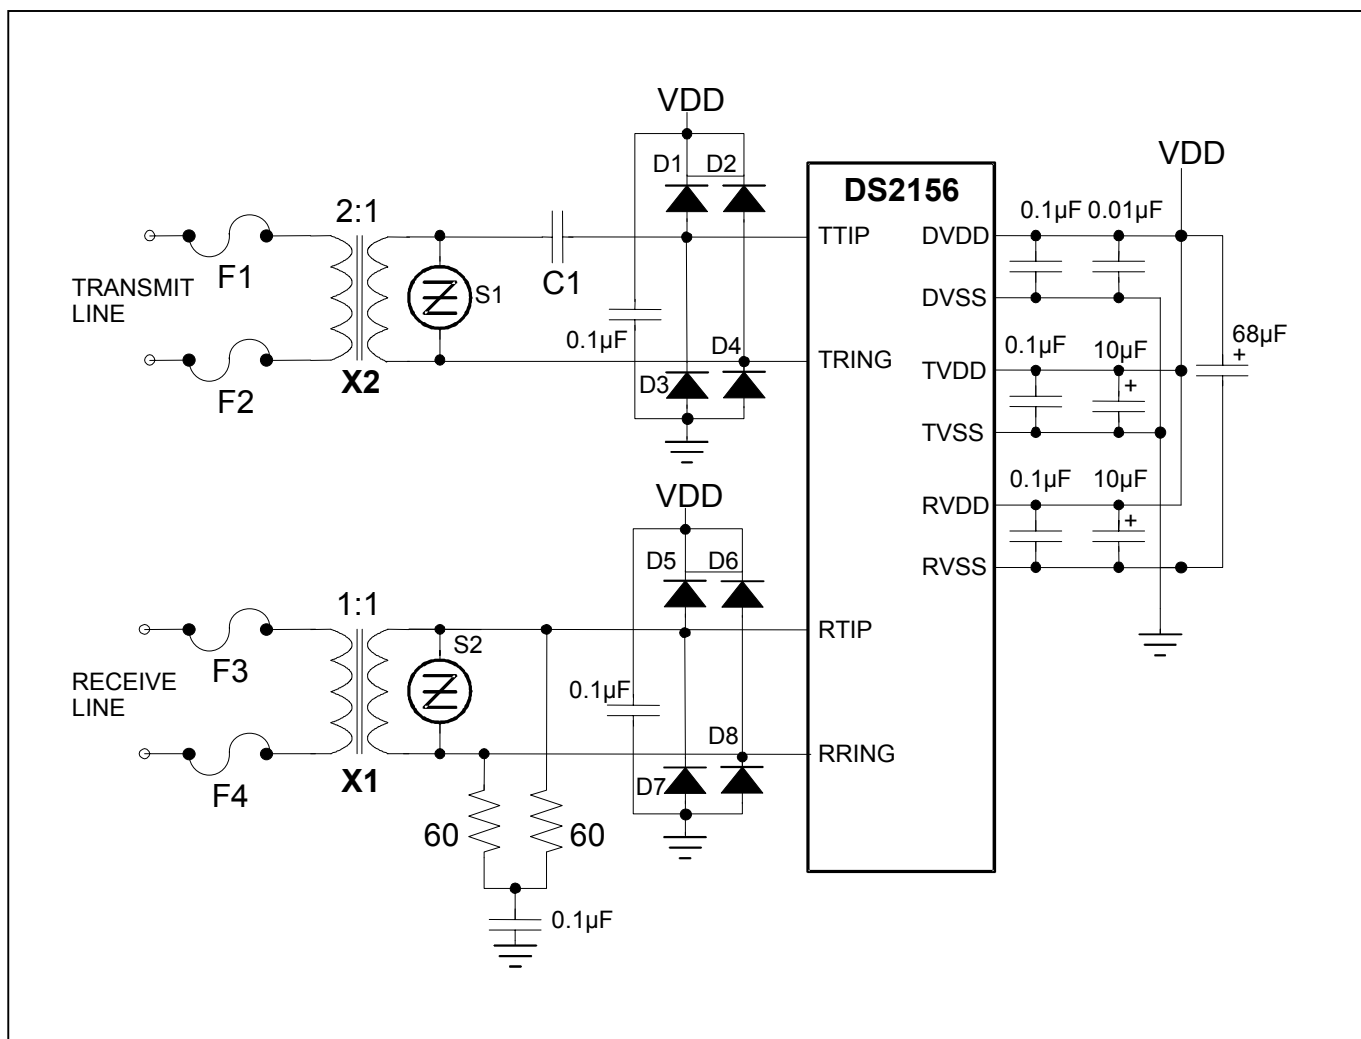 VDD
D1
D2
VDD
DS2156
0.1µF
0.01µF
2:1
TTIP
DVDD
F1
C1
TRANSMIT
LINE
S1
DVSS
0.1µF
68µF
+
D4
0.1µF
10µF
TRING
TVDD
F2
X2
D3
+
TVSS
VDD
0.1µF
10µF
RVDD
+
D5
D6
RVSS
1:1
S2
RTIP
F3
RECEIVE
LINE
0.1µF
D8
RRING
F4
X1
D7
60
60
0.1µF